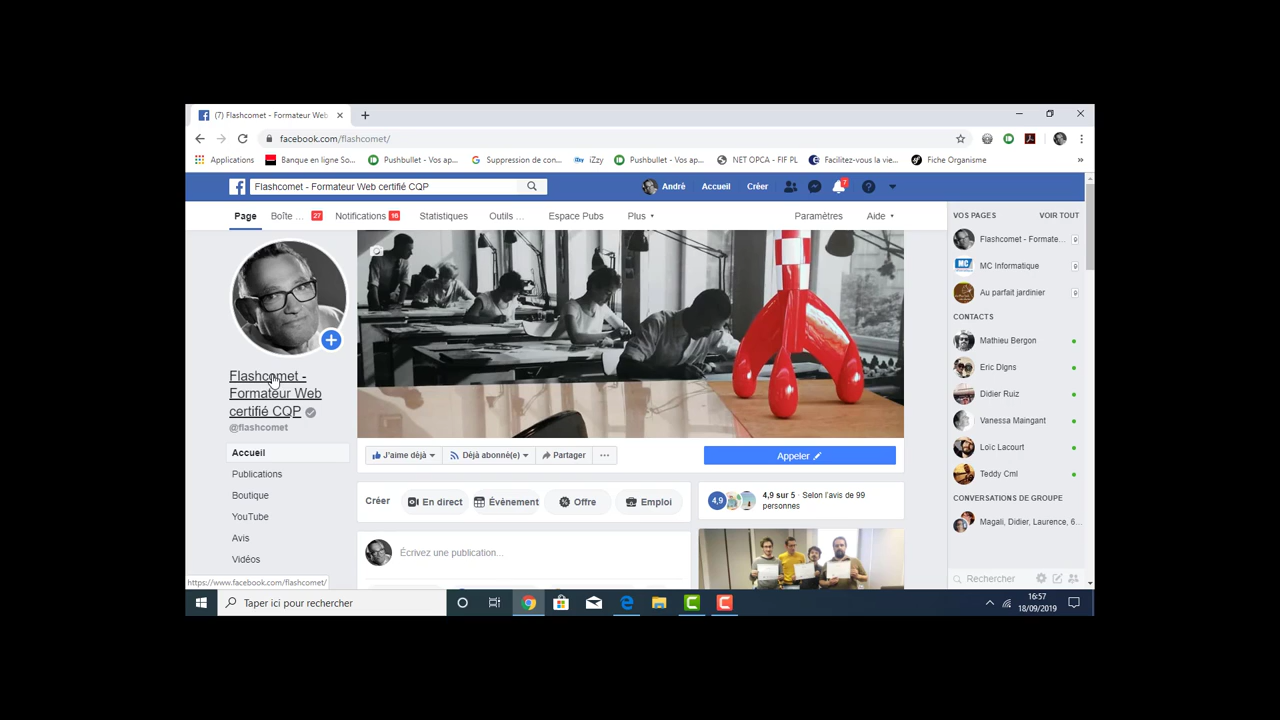 (7) Flashcomet - Formateur Web
facebook.com/flashcomet/
Applications
Banque en ligne So...
Pushbullet - Vos ap...
Suppression de con...
iZzy
Pushbullet - Vos ap...
NET OPCA - FIF PL
Facilitez-vous la vie...
Fiche Organisme
Flashcomet - Formateur Web certifié CQP
Andrè
Accueil
Créer
7
Page
Boîte ...
27
Notifications
16
Statistiques
Outils ...
Espace Pubs
Plus
Paramètres
Aide
Flashcomet -
Formateur Web
certifié CQP
@flashcomet
Accueil
Publications
Boutique
YouTube
Avis
Vidéos
https://www.facebook.com/flashcomet/
J'aime déjà
Déjà abonné(e)
Partager
...
Appeler
Créer
En direct
Évènement
Offre
Emploi
Écrivez une publication...
4,9
4,9 sur 5 · Selon l'avis de 99
personnes
VOS PAGES
VOIR TOUT
Flashcomet - Formate...
9
MC Informatique
9
Au parfait jardinier
9
CONTACTS
Mathieu Bergon
Eric DIgns
Didier Ruiz
Vanessa Maingant
Loïc Lacourt
Teddy Cml
CONVERSATIONS DE GROUPE
Magali, Didier, Laurence, 6...
Rechercher
Taper ici pour rechercher
16:57
18/09/2019